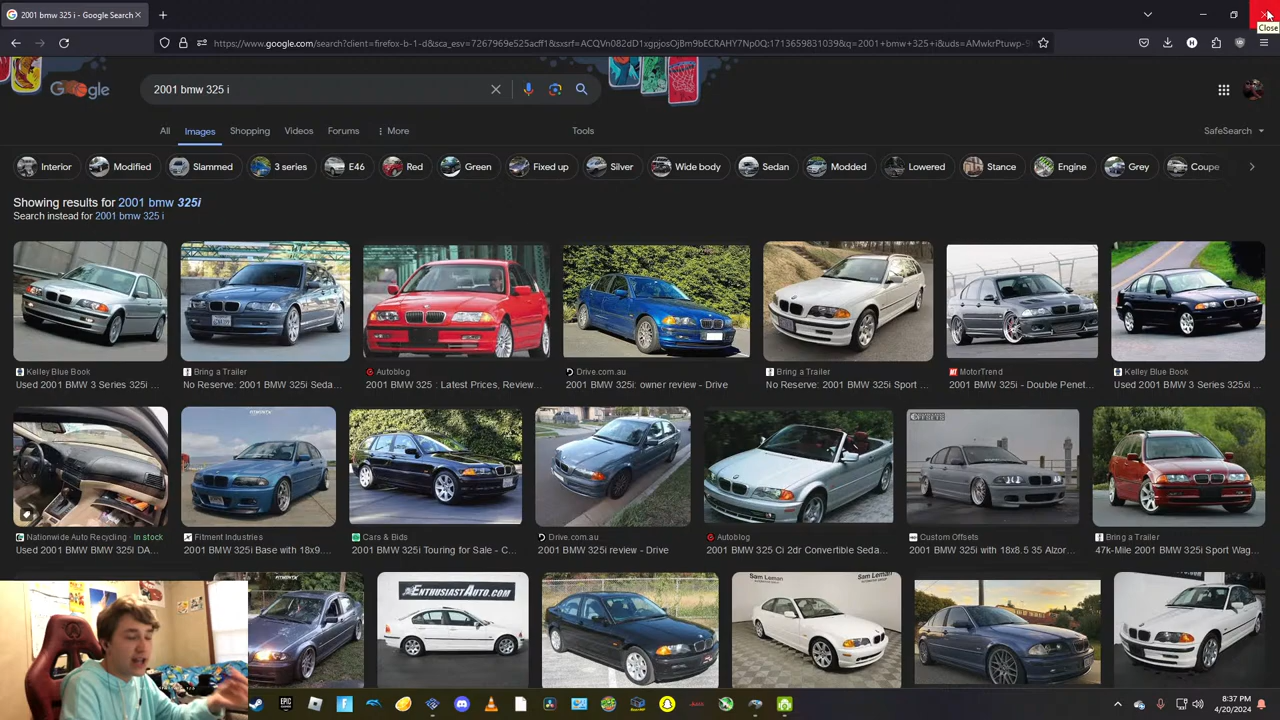 2001 bmw 325 i - Google Search
Close
https://www.google.com/search?client=firefox-b-1-d&sca_esv=7267969e525acff1&sxsrf=
Google
2001 bmw 325 i
All
Images
Shopping
Videos
Forums
More
Tools
SafeSearch
Interior
Modified
Slammed
3 series
E46
Red
Green
Fixed up
Silver
Wide body
Sedan
Modded
Lowered
Stance
Engine
Grey
Coupe
Showing results for 2001 bmw 325i
Search instead for 2001 bmw 325 i
Kelley Blue Book
Used 2001 BMW 3 Series 325i ...
Bring a Trailer
No Reserve: 2001 BMW 325i Seda...
Autoblog
2001 BMW 325 : Latest Prices, Review...
Drive.com.au
2001 BMW 325i: owner review - Drive
Bring a Trailer
No Reserve: 2001 BMW 325i Sport ...
MotorTrend
2001 BMW 325i - Double Penet...
Kelley Blue Book
Used 2001 BMW 3 Series 325xi ...
Nationwide Auto Recycling · In stock
Used 2001 BMW BMW 325I DA...
Fitment Industries
2001 BMW 325i Base with 18x9....
Cars & Bids
2001 BMW 325i Touring for Sale - C...
Drive.com.au
2001 BMW 325i review - Drive
Autoblog
2001 BMW 325 Ci 2dr Convertible Seda...
Custom Offsets
2001 BMW 325i with 18x8.5 35 Alzor...
Bring a Trailer
47k-Mile 2001 BMW 325i Sport Wag...
ENTHUSIASTAUTO.COM
Sam Leman
Sam Leman
8:37 PM
4/20/2024